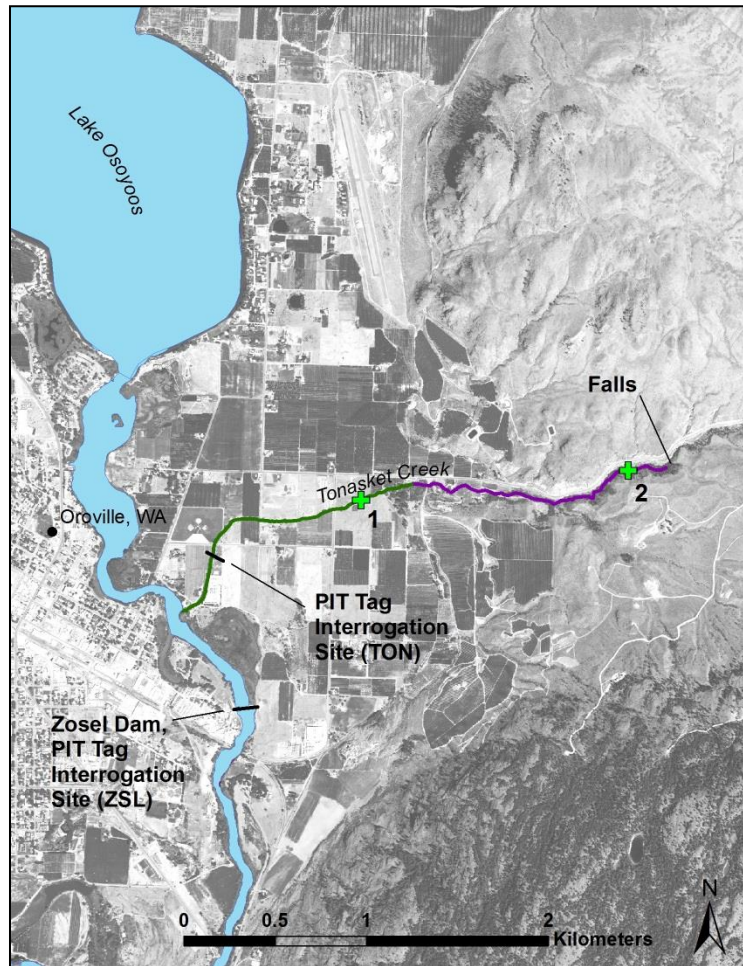 Lake Osoyoos
Falls
Tonasket Creek
2
1
Oroville, WA
PIT Tag
Interrogation
Site (TON)
Zosel Dam,
PIT Tag
Interrogation
Site (ZSL)
N
0 0.5 1 2
Kilometers